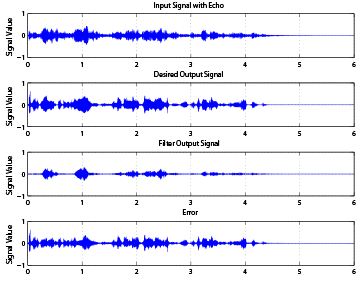 Input Signal with Echo
1
0
−1
Signal Value
0 1 2 3 4 5 6
Desired Output Signal
1
0
−1
Signal Value
0 1 2 3 4 5 6
Filter Output Signal
1
0
−1
Signal Value
0 1 2 3 4 5 6
Error
1
0
−1
Signal Value
0 1 2 3 4 5 6